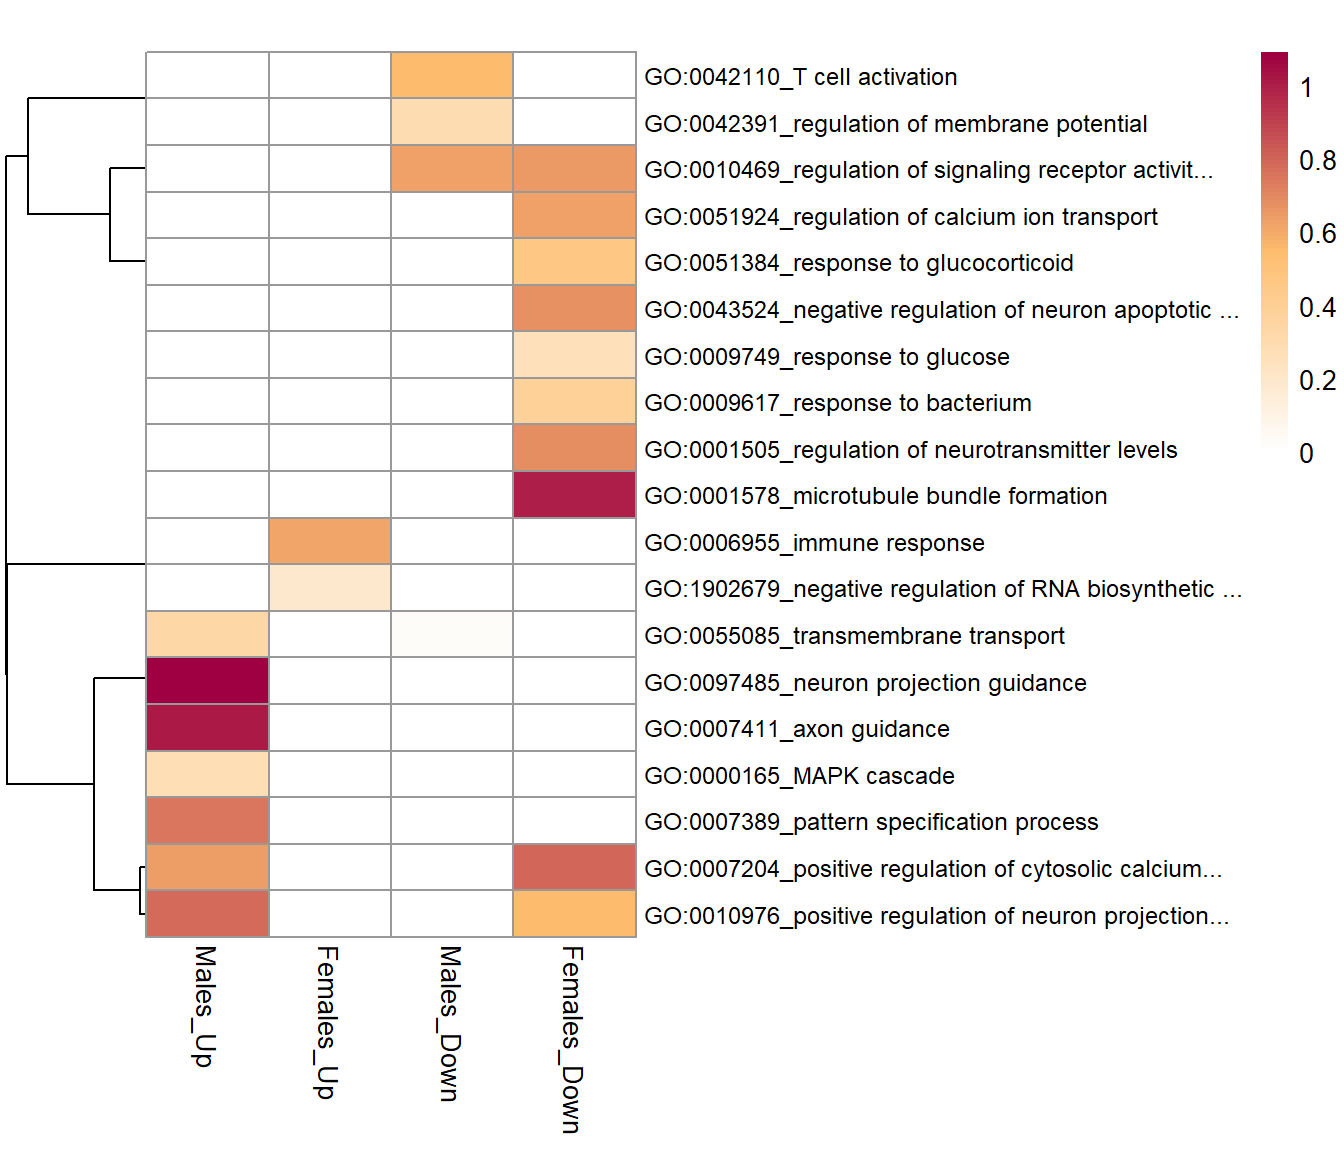 GO:0042110_T cell activation
GO:0042391_regulation of membrane potential
GO:0010469_regulation of signaling receptor activit...
GO:0051924_regulation of calcium ion transport
GO:0051384_response to glucocorticoid
GO:0043524_negative regulation of neuron apoptotic ...
GO:0009749_response to glucose
GO:0009617_response to bacterium
GO:0001505_regulation of neurotransmitter levels
GO:0001578_microtubule bundle formation
GO:0006955_immune response
GO:1902679_negative regulation of RNA biosynthetic ...
GO:0055085_transmembrane transport
GO:0097485_neuron projection guidance
GO:0007411_axon guidance
GO:0000165_MAPK cascade
GO:0007389_pattern specification process
GO:0007204_positive regulation of cytosolic calcium...
GO:0010976_positive regulation of neuron projection...
1
0.8
0.6
0.4
0.2
0
Males_Up
Females_Up
Males_Down
Females_Down